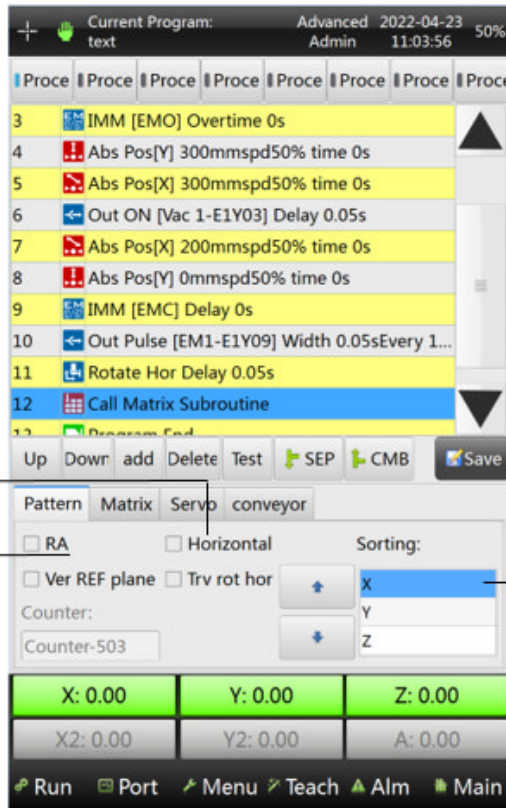 Current Program: Advanced 2022-04-23 50%
text Admin 11:03:56
Proce Proce Proce Proce Proce Proce Proce Proce
3 IMM [EMO] Overtime 0s
4 Abs Pos[Y] 300mmspd50% time 0s
5 Abs Pos[X] 300mmspd50% time 0s
6 Out ON [Vac 1-E1Y03] Delay 0.05s
7 Abs Pos[X] 200mmspd50% time 0s
8 Abs Pos[Y] 0mmspd50% time 0s
9 IMM [EMC] Delay 0s
10 Out Pulse [EM1-E1Y09] Width 0.05sEvery 1...
11 Rotate Hor Delay 0.05s
12 Call Matrix Subroutine
13 Program End
Up Down add Delete Test SEP CMB Save
Pattern Matrix Servo conveyor
RA Horizontal Sorting:
Ver REF plane Trv rot hor X
Counter: Y
Counter-503 Z
X: 0.00 Y: 0.00 Z: 0.00
X2: 0.00 Y2: 0.00 A: 0.00
Run Port Menu Teach Alm Main